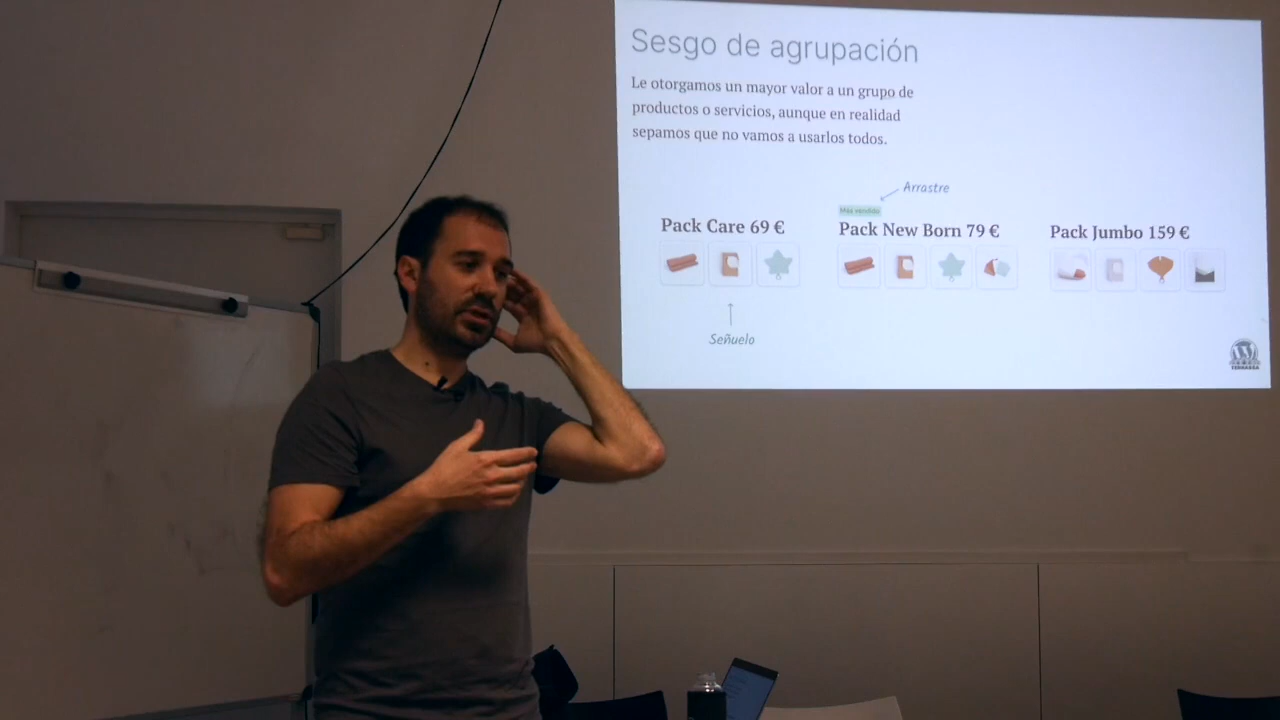 Sesgo de agrupación
Le otorgamos un mayor valor a un grupo de
productos o servicios, aunque en realidad
sepamos que no vamos a usarlos todos.
Arrastre
Más vendido
Pack Care 69 €
Pack New Born 79 €
Pack Jumbo 159 €
Señuelo
TERRASSA